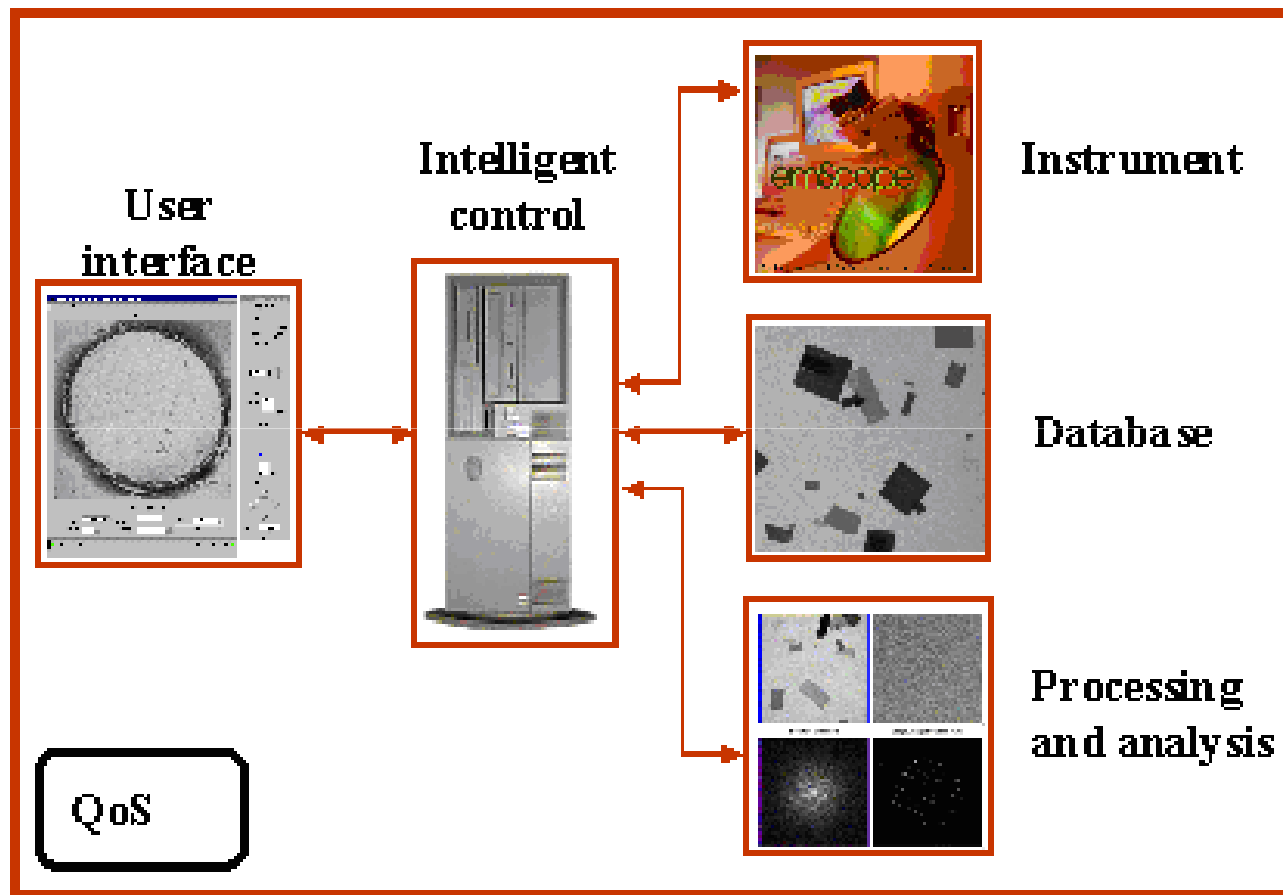 User
interface
Intelligent
control
emScope
Instrument
Database
Processing
and analysis
QoS